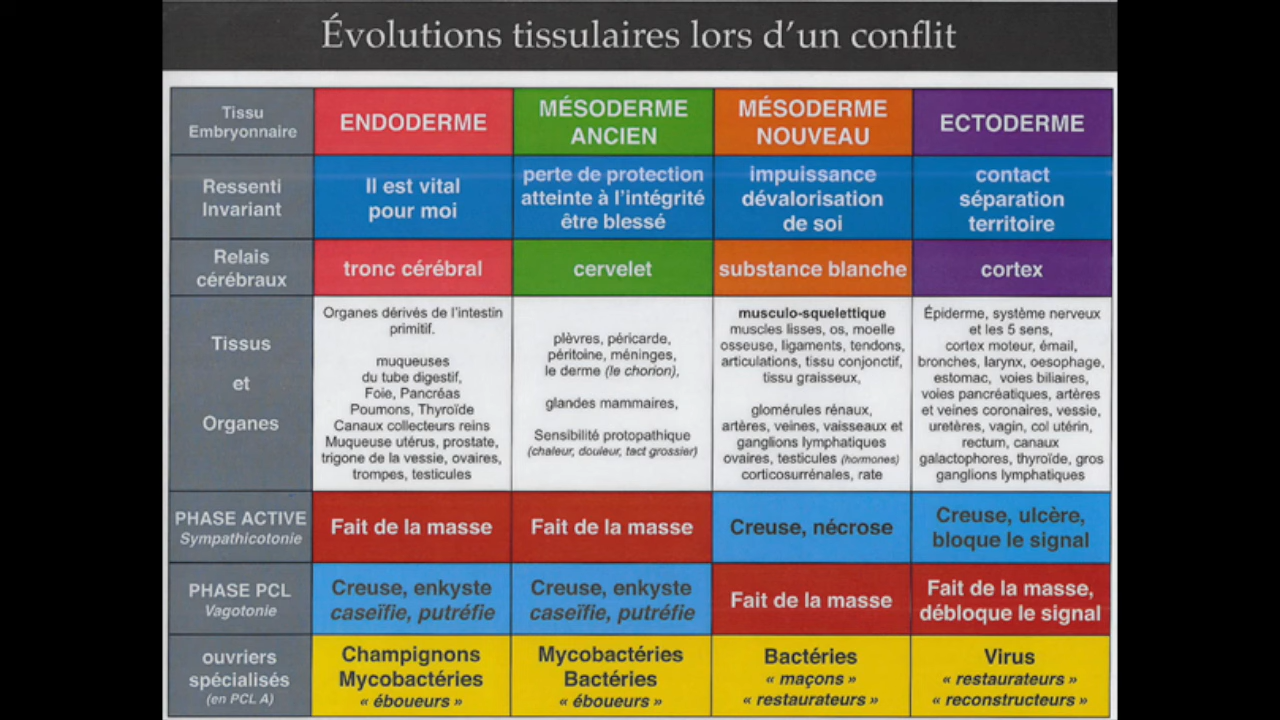 Évolutions tissulaires lors d'un conflit
Tissu
Embryonnaire
ENDODERME
MÉSODERME
ANCIEN
MÉSODERME
NOUVEAU
ECTODERME
Ressenti
Invariant
Il est vital
pour moi
perte de protection
atteinte à l'intégrité
être blessé
impuissance
dévalorisation
de soi
contact
séparation
territoire
Relais
cérébraux
tronc cérébral
cervelet
substance blanche
cortex
Tissus
et
Organes
Organes dérivés de l'intestin
primitif.
muqueuses
du tube digestif,
Foie, Pancréas
Poumons, Thyroïde
Canaux collecteurs reins
Muqueuse utérus, prostate,
trigone de la vessie, ovaires,
trompes, testicules
plèvres, péricarde,
péritoine, méninges,
le derme (le chorion),
glandes mammaires,
Sensibilité protopathique
(chaleur, douleur, tact grossier)
musculo-squelettique
muscles lisses, os, moelle
osseuse, ligaments, tendons,
articulations, tissu conjonctif,
tissu graisseux,
glomérules rénaux,
artères, veines, vaisseaux et
ganglions lymphatiques
ovaires, testicules (hormones)
corticosurrénales, rate
Épiderme, système nerveux
et les 5 sens,
cortex moteur, émail,
bronches, larynx, oesophage,
estomac, voies biliaires,
voies pancréatiques, artères
et veines coronaires, vessie,
uretères, vagin, col utérin,
rectum, canaux
galactophores, thyroïde, gros
ganglions lymphatiques
PHASE ACTIVE
Sympathicotonie
Fait de la masse
Fait de la masse
Creuse, nécrose
Creuse, ulcère,
bloque le signal
PHASE PCL
Vagotonie
Creuse, enkyste
caseïfie, putréfie
Creuse, enkyste
caseïfie, putréfie
Fait de la masse
Fait de la masse,
débloque le signal
ouvriers
spécialisés
(en PCL A)
Champignons
Mycobactéries
« éboueurs »
Mycobactéries
Bactéries
« éboueurs »
Bactéries
« maçons »
« restaurateurs »
Virus
« restaurateurs »
« reconstructeurs »